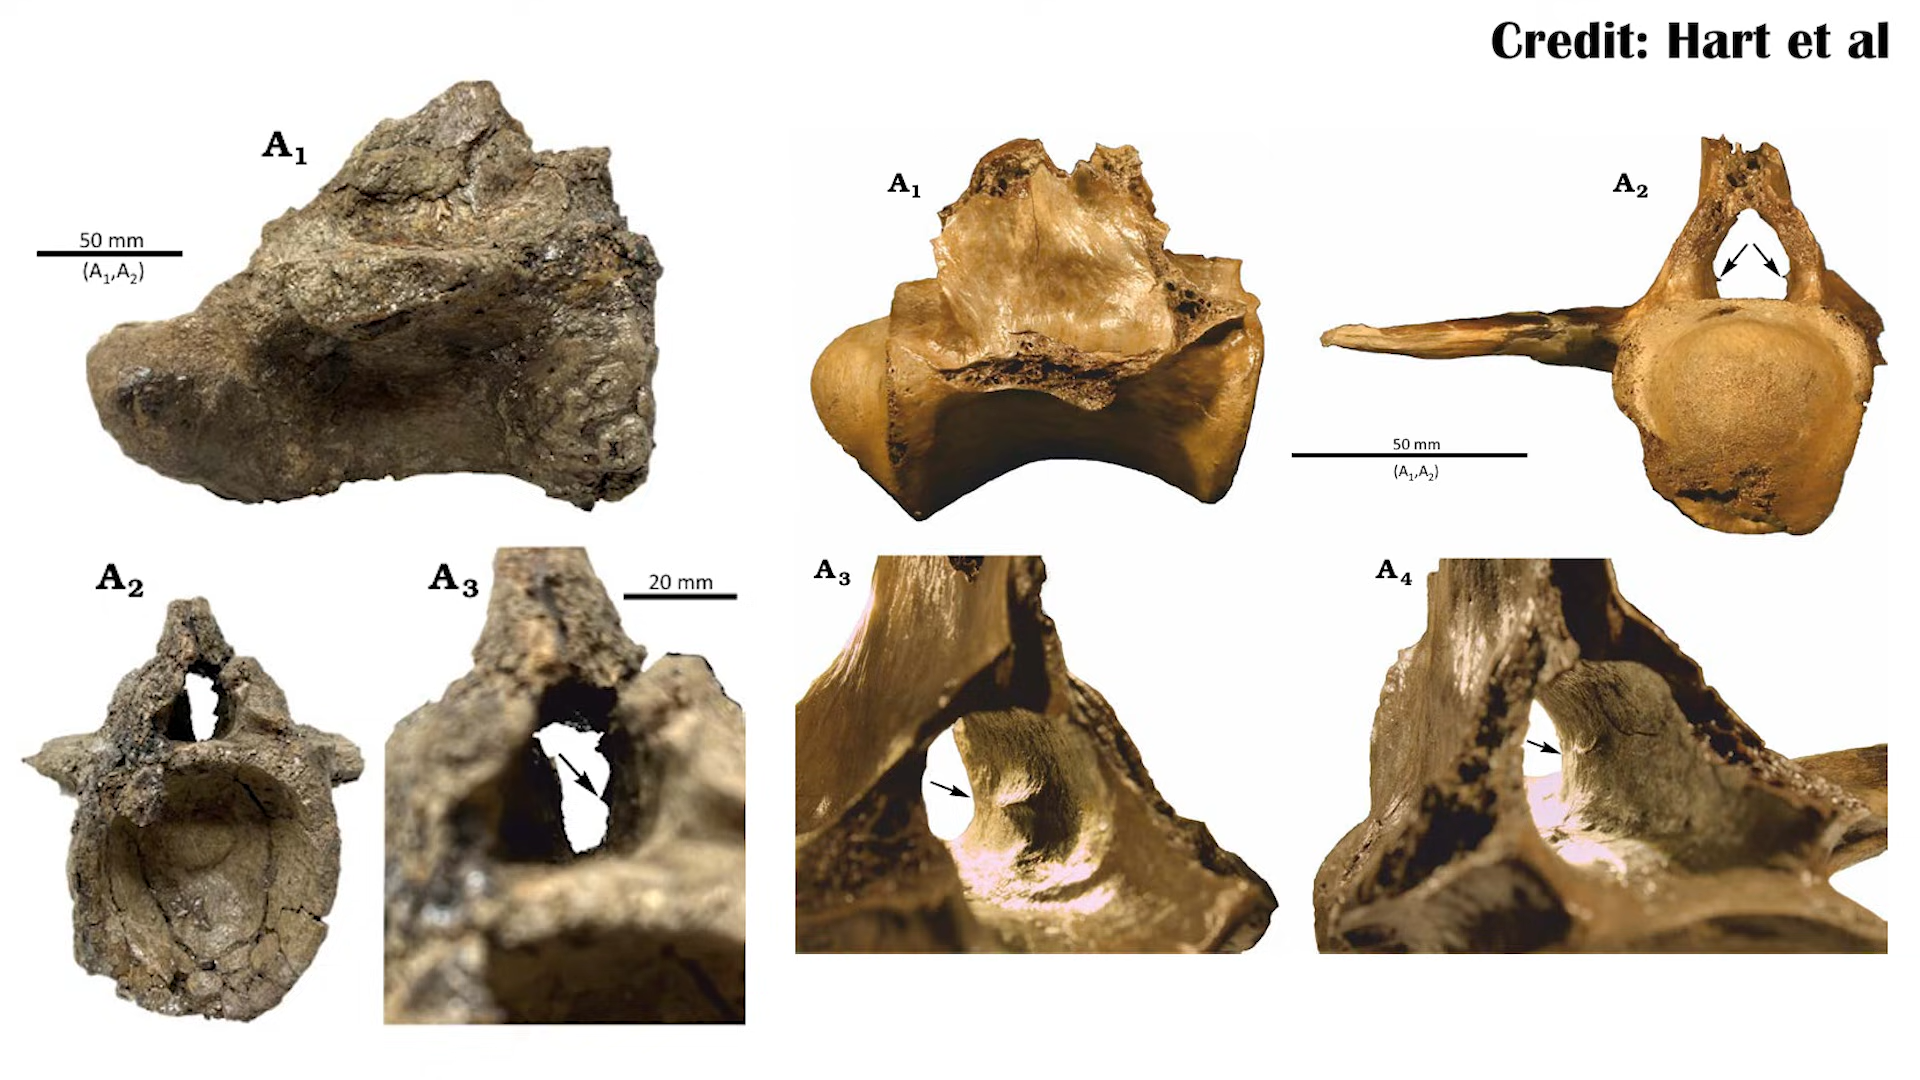 Credit: Hart et al
A1
50 mm
(A1,A2)
A2
A3
20 mm
A1
A2
50 mm
(A1,A2)
A3
A4